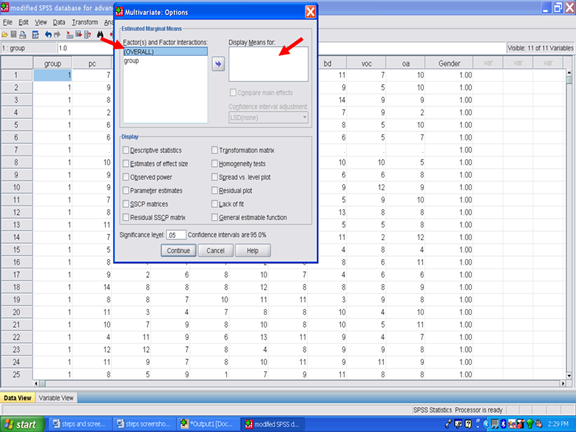 modified SPSS database for advan
Multivariate: Options
Edit View Data Transform An
1 : group 1.0
Visible: 11 of 11 Variables
Estimated Marginal Means
Factor(s) and Factor Interactions:
Display Means for:
(OVERALL)
group
Compare main effects
Confidence interval adjustment:
LSD(none)
Display
Descriptive statistics Transformation matrix
Estimates of effect size Homogeneity tests
Observed power Spread vs. level plot
Parameter estimates Residual plot
SSCP matrices Lack of fit
Residual SSCP matrix General estimable function
Significance level: .05 Confidence intervals are 95.0%
Continue Cancel Help
group pc bd voc oa Gender var var var
1 1 7 11 7 10 1.00
2 1 9 9 5 10 1.00
3 1 8 14 9 9 1.00
4 1 2 7 9 2 1.00
5 1 6 8 5 10 1.00
6 1 6 6 5 7 1.00
7 1 . . . 1.00
8 1 10 10 10 5 1.00
9 1 3 6 6 8 1.00
10 1 9 9 12 9 1.00
11 1 12 13 8 8 1.00
12 1 13 8 5 4 1.00
13 1 11 11 2 12 1.00
14 1 7 4 8 4 1.00
15 1 5 8 4 5 1.00
16 1
17 1 9 2 6 8 10 7 4 6 6 1.00
18 1 14 8 8 8 12 8 8 8 9 1.00
19 1 8 8 7 10 11 11 3 9 8 1.00
20 1 4 3 7 8 8 8 10 4 10 1.00
21 1 10 7 9 8 10 8 10 5 11 1.00
22 1 4 11 9 6 13 11 9 4 7 1.00
23 1 12 12 7 8 4 8 9 9 8 1.00
24 1 11 9 7 8 10 11 9 11 9 1.00
25 1 8 5 9 1 7 9 11 8 8 1.00
Data View Variable View
SPSS Statistics Processor is ready
start steps and scree... steps screensho... *Output1 [Doc... modified SPSS d... 2:29 PM